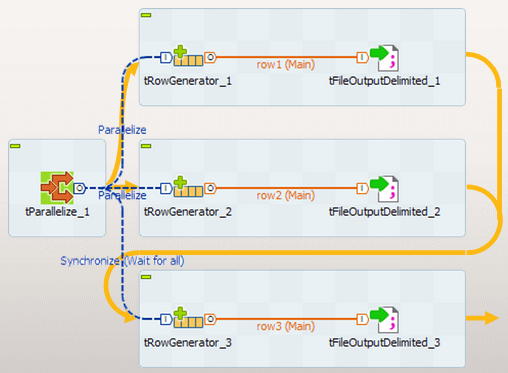 row1 (Main)
tRowGenerator_1
tFileOutputDelimited_1
Parallelize
Parallelize
row2 (Main)
tParallelize_1
tRowGenerator_2
tFileOutputDelimited_2
Synchronize (Wait for all)
row3 (Main)
tRowGenerator_3
tFileOutputDelimited_3